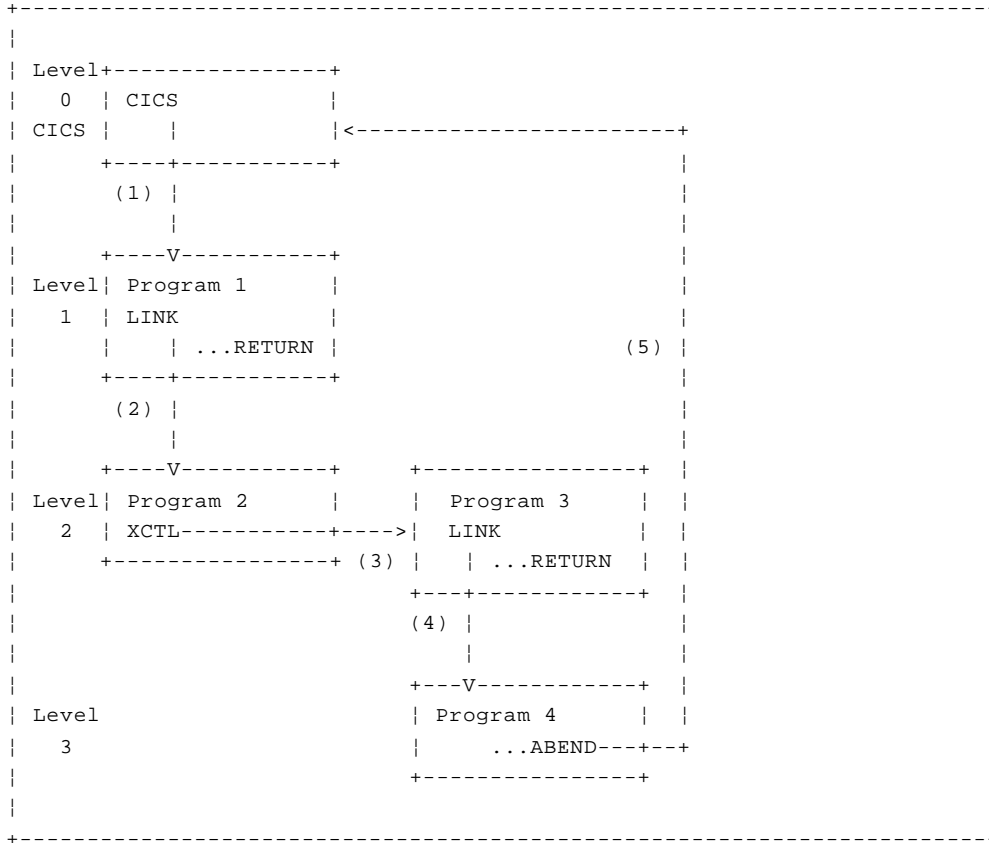 Level
0 CICS
CICS
(1)
Level Program 1
1 LINK
...RETURN (5)
(2)
Level Program 2 Program 3
2 XCTL LINK
(3) ...RETURN
(4)
Level Program 4
3 ...ABEND